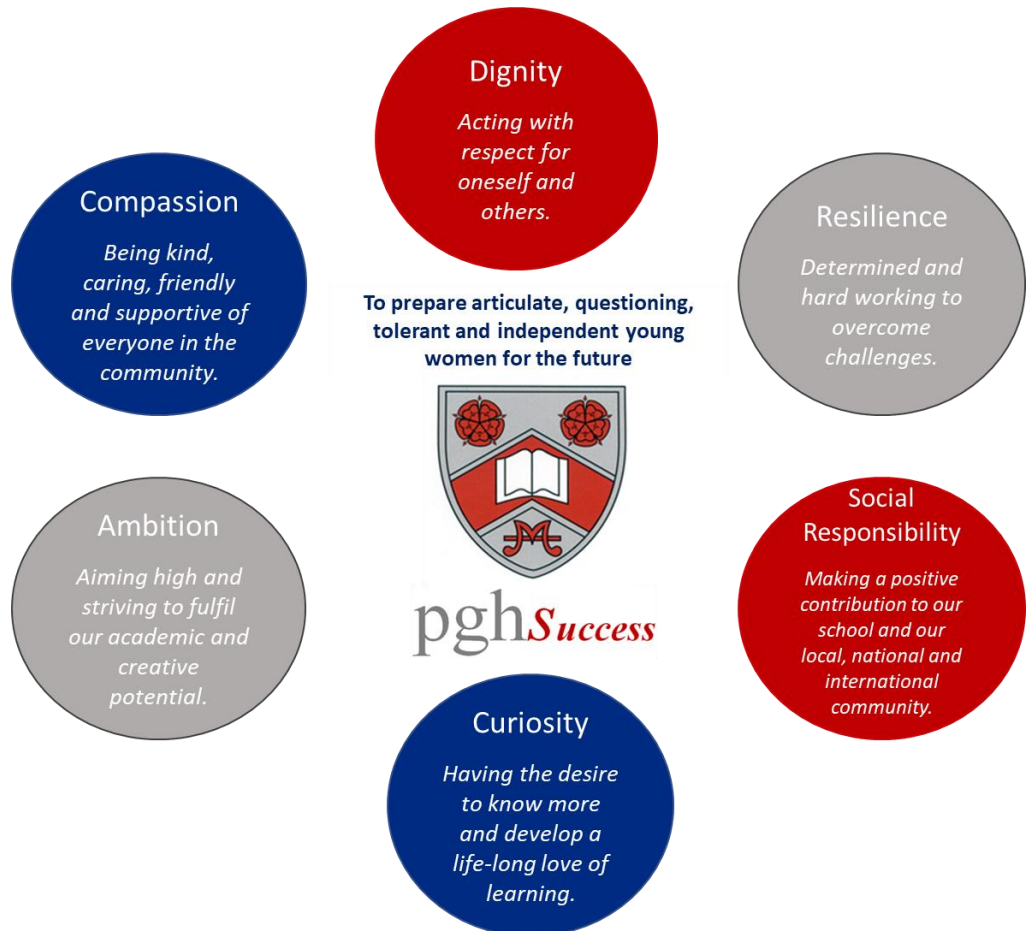 Dignity
Acting with
respect for
oneself and
others.
Compassion
Being kind,
caring, friendly
and supportive of
everyone in the
community.
Resilience
Determined and
hard working to
overcome
challenges.
To prepare articulate, questioning,
tolerant and independent young
women for the future
Ambition
Aiming high and
striving to fulfil
our academic and
creative
potential.
pghSuccess
Social
Responsibility
Making a positive
contribution to our
school and our
local, national and
international
community.
Curiosity
Having the desire
to know more
and develop a
life-long love of
learning.